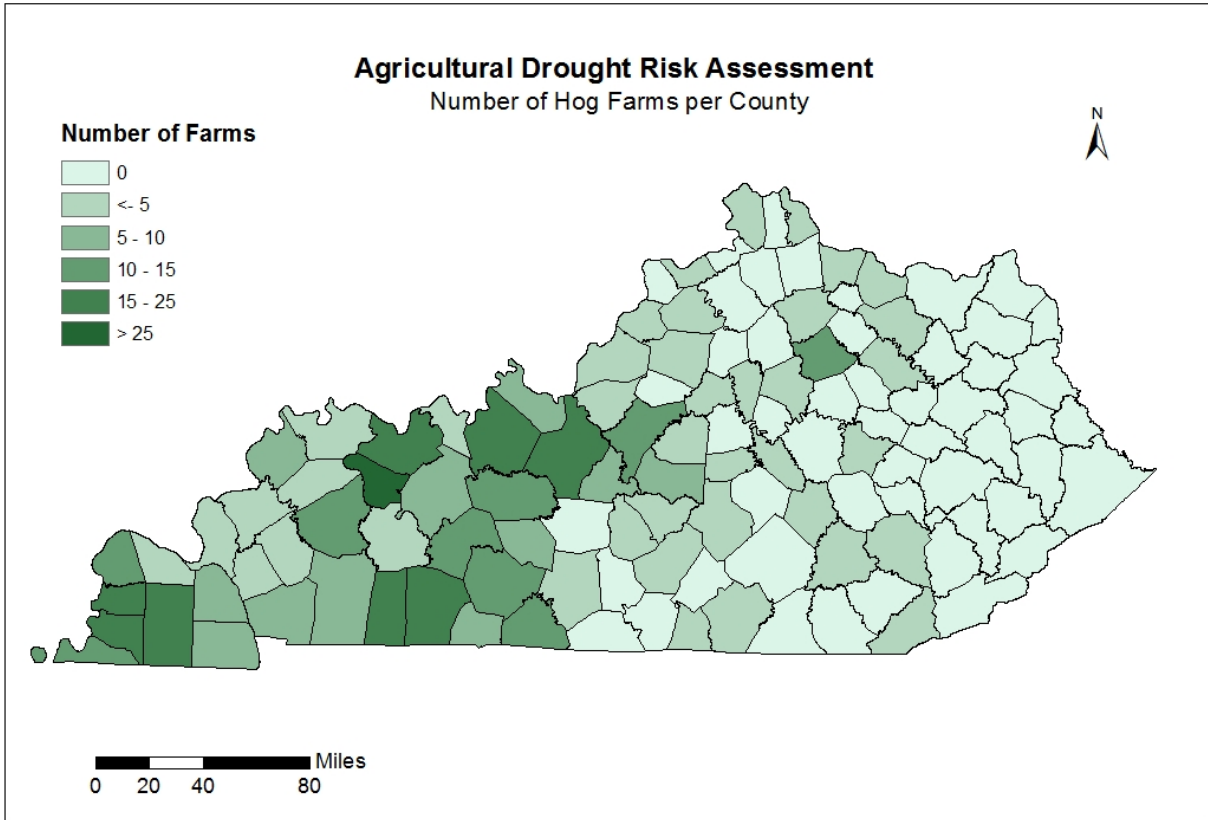 Agricultural Drought Risk Assessment
Number of Hog Farms per County
N
Number of Farms
0
<- 5
5 - 10
10 - 15
15 - 25
> 25
Miles
0 20 40 80